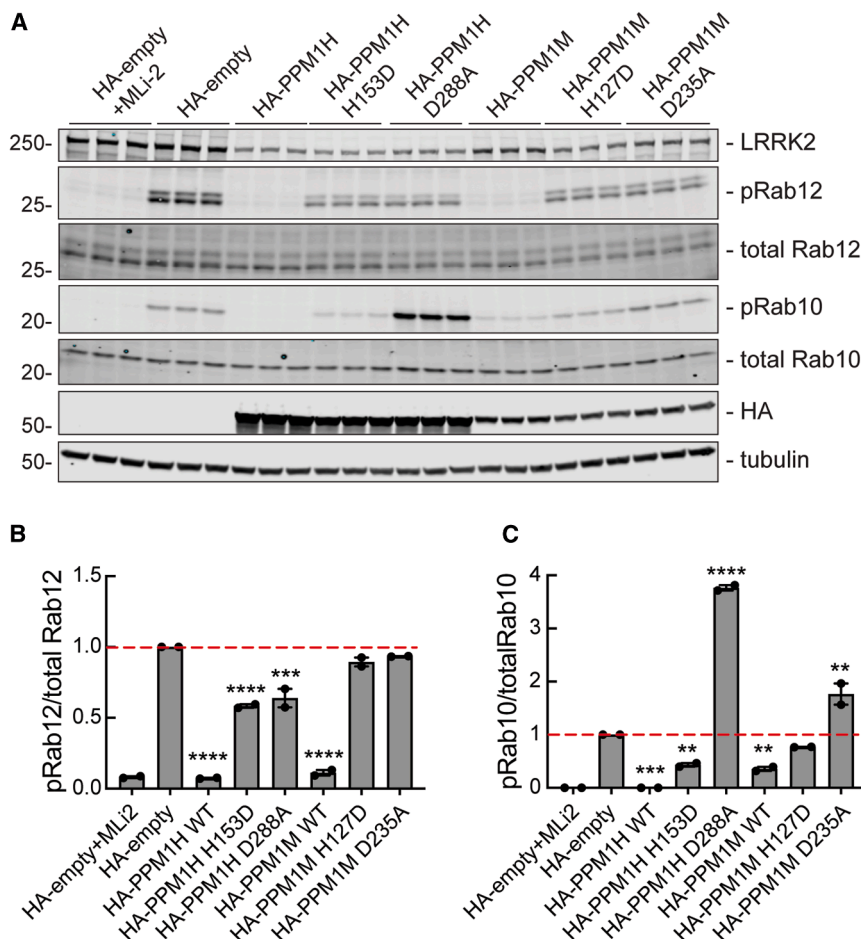 A
HA-empty
+MLi-2
HA-empty
HA-PPM1H
HA-PPM1H
H153D
HA-PPM1H
D288A
HA-PPM1M
HA-PPM1M
H127D
HA-PPM1M
D235A
250-
- LRRK2
- pRab12
25-
- total Rab12
25-
- pRab10
20-
- total Rab10
20-
- HA
50-
50-
- tubulin
B
pRab12/total Rab12
1.5
1.0
0.5
0.0
****
****
***
****
HA-empty+MLi2
HA-empty
HA-PPM1H WT
HA-PPM1H H153D
HA-PPM1H D288A
HA-PPM1M WT
HA-PPM1M H127D
HA-PPM1M D235A
C
pRab10/totalRab10
4
3
2
1
0
***
**
****
**
**
HA-empty+MLi2
HA-empty
HA-PPM1H WT
HA-PPM1H H153D
HA-PPM1H D288A
HA-PPM1M WT
HA-PPM1M H127D
HA-PPM1M D235A